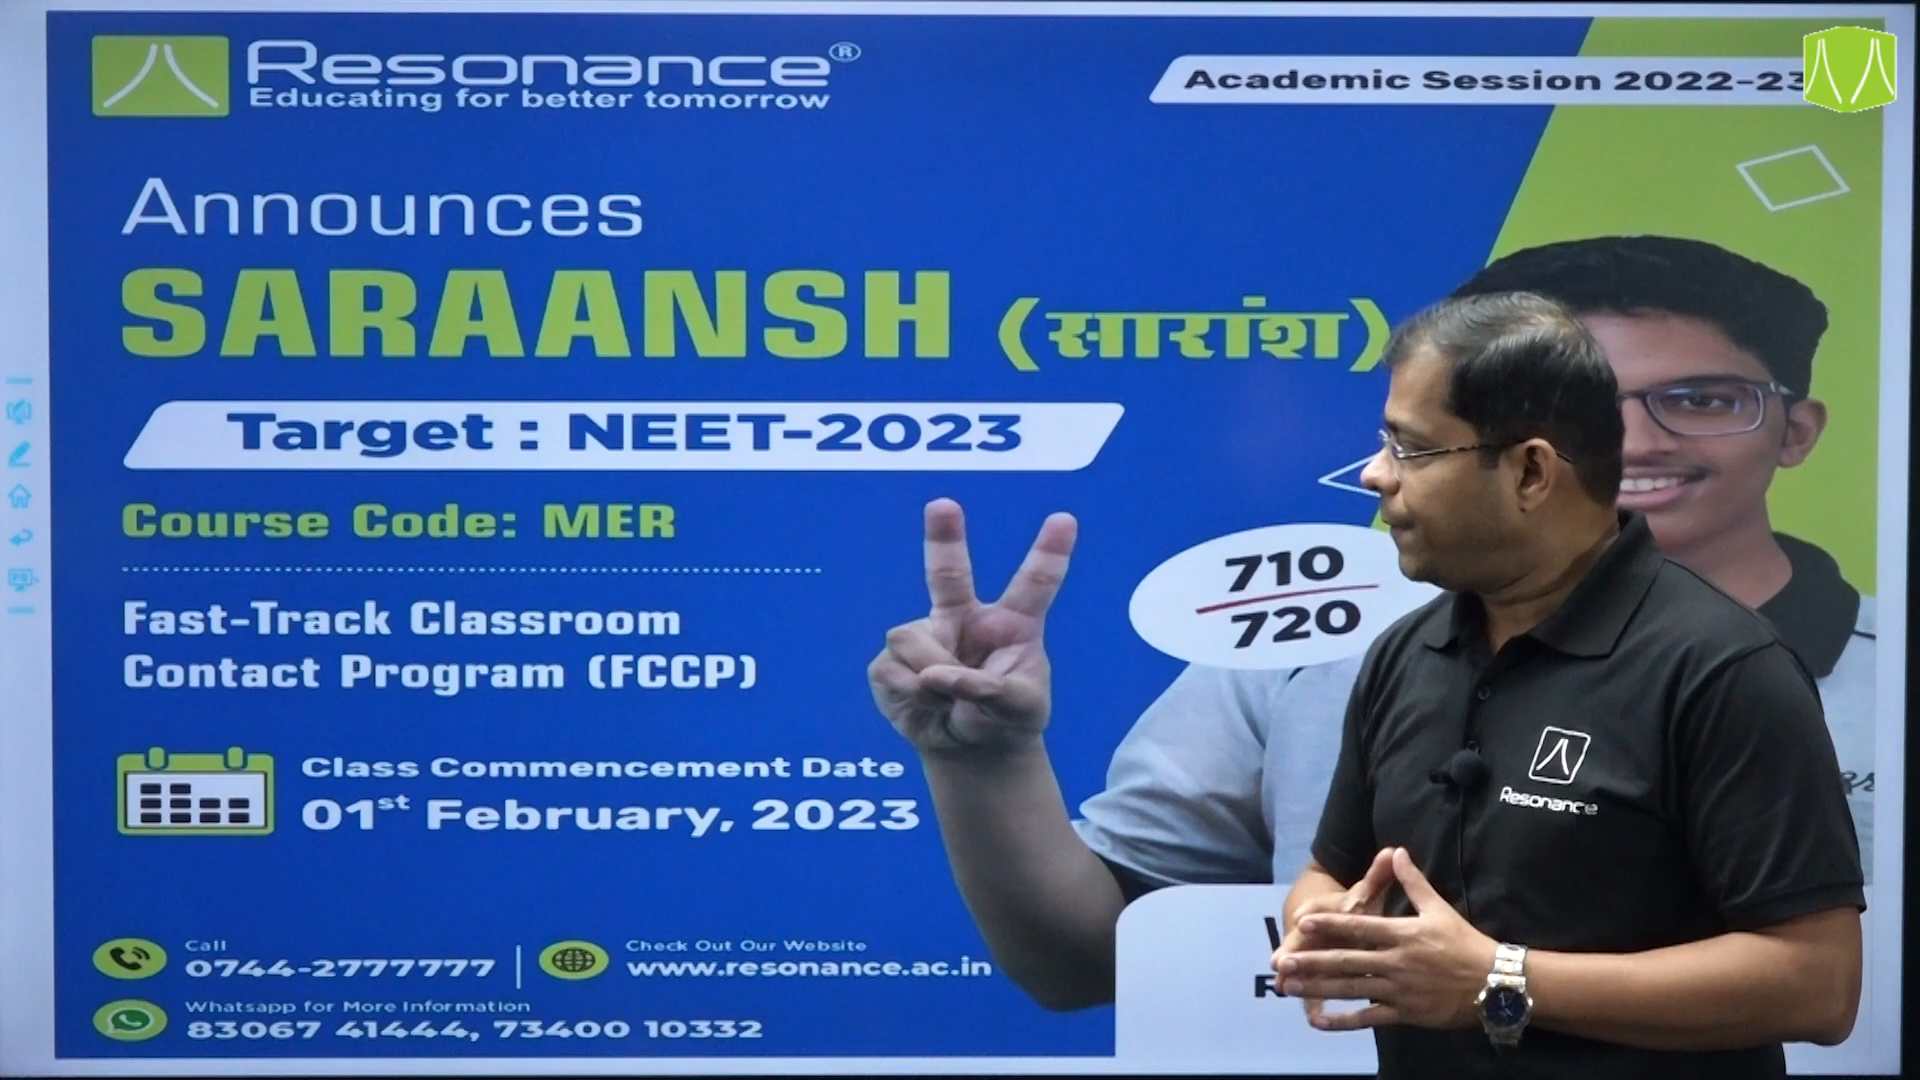 Resonance®
Educating for better tomorrow
Academic Session 2022-23
Announces
SARAANSH (सारांश)
Target : NEET-2023
Course Code: MER
710
720
Fast-Track Classroom
Contact Program (FCCP)
Class Commencement Date
01st February, 2023
Resonance
Call
0744-2777777
Check Out Our Website
www.resonance.ac.in
Whatsapp for More Information
83067 41444, 73400 10332